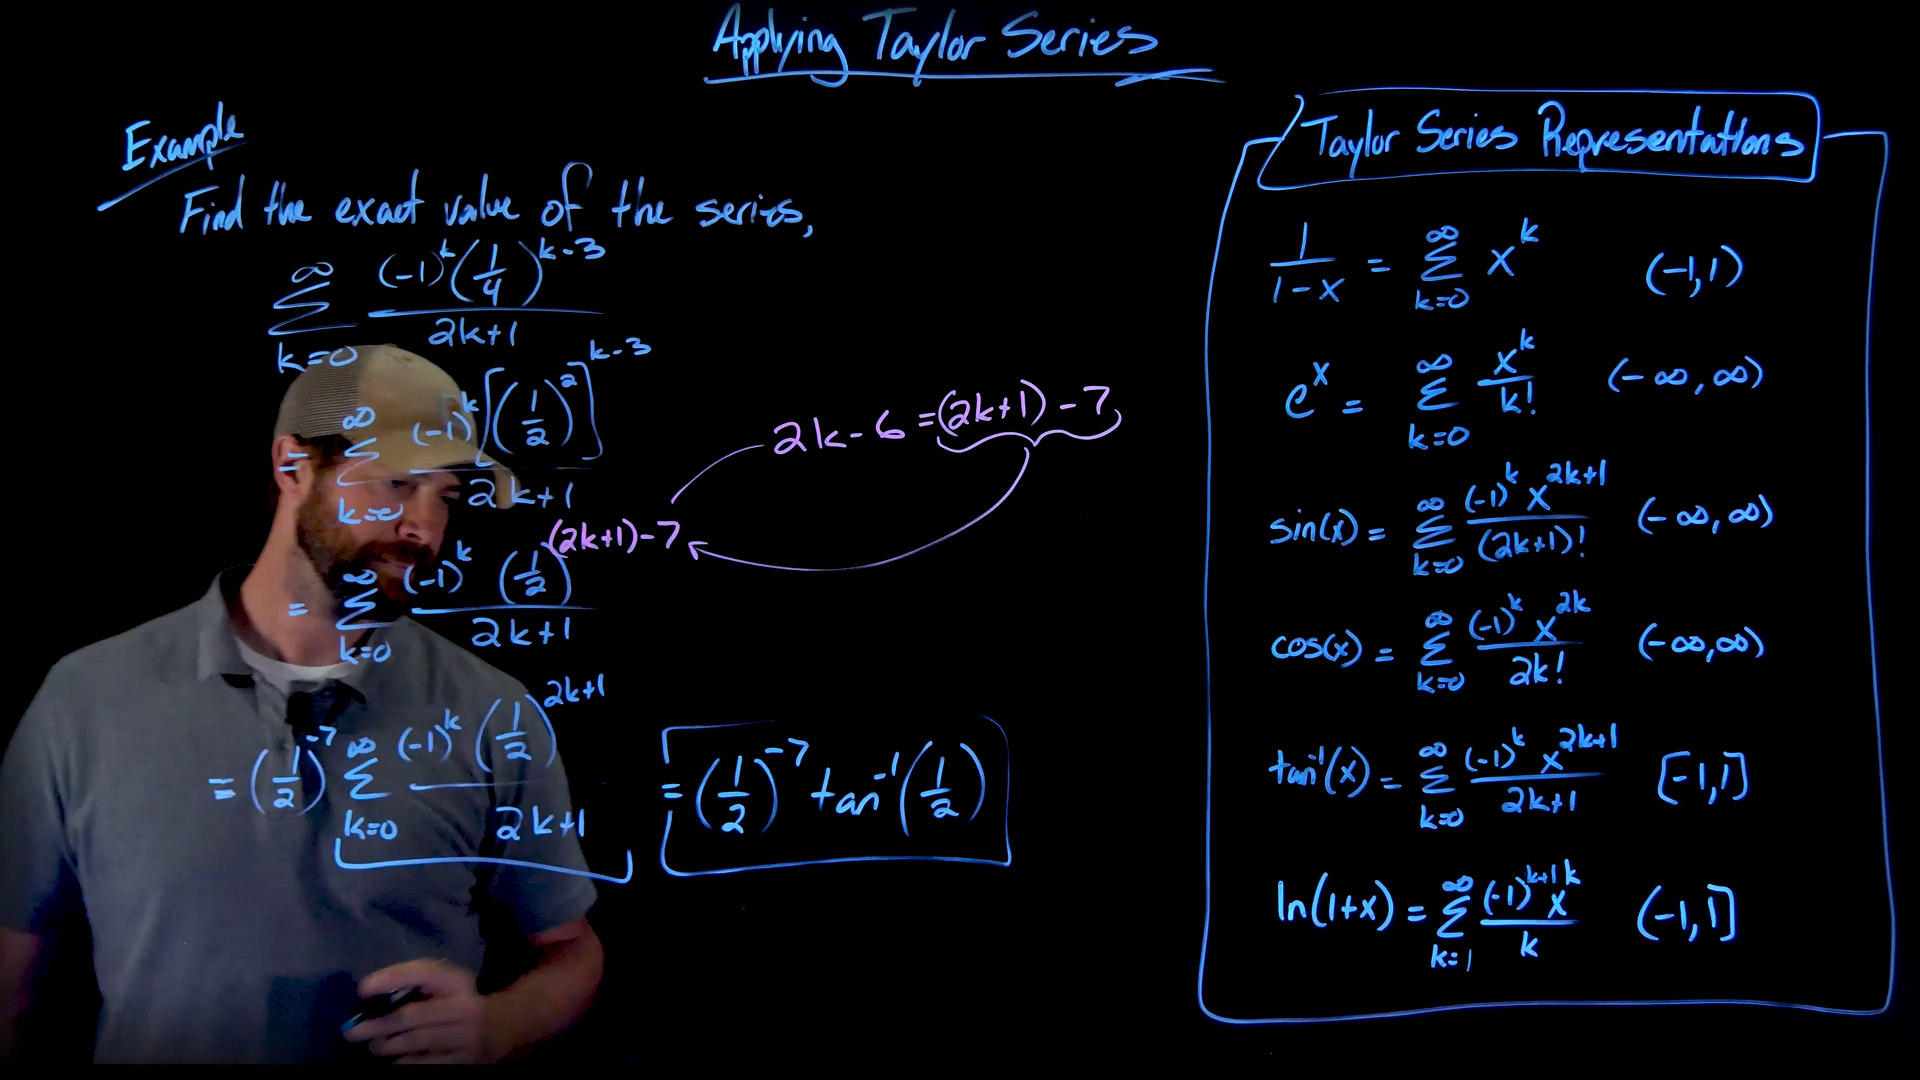 Applying Taylor Series
Example
Find the exact value of the series,
∞ Σ k=0 (-1)^k (1/4)^(k-3) / 2k+1
= ∞ Σ k=0 (-1)^k [(1/2)^2]^(k-3) / 2k+1
2k-6 = (2k+1) - 7
= ∞ Σ k=0 (-1)^k (1/2)^((2k+1)-7) / 2k+1
= (1/2)^-7 ∞ Σ k=0 (-1)^k (1/2)^(2k+1) / 2k+1
= (1/2)^-7 tan^-1 (1/2)
Taylor Series Representations
1/(1-x) = ∞ Σ k=0 x^k (-1,1)
e^x = ∞ Σ k=0 x^k / k! (-∞,∞)
sin(x) = ∞ Σ k=0 (-1)^k x^(2k+1) / (2k+1)! (-∞,∞)
cos(x) = ∞ Σ k=0 (-1)^k x^(2k) / 2k! (-∞,∞)
tan^-1(x) = ∞ Σ k=0 (-1)^k x^(2k+1) / 2k+1 [-1,1]
ln(1+x) = ∞ Σ k=1 (-1)^(k+1) x^k / k (-1,1]